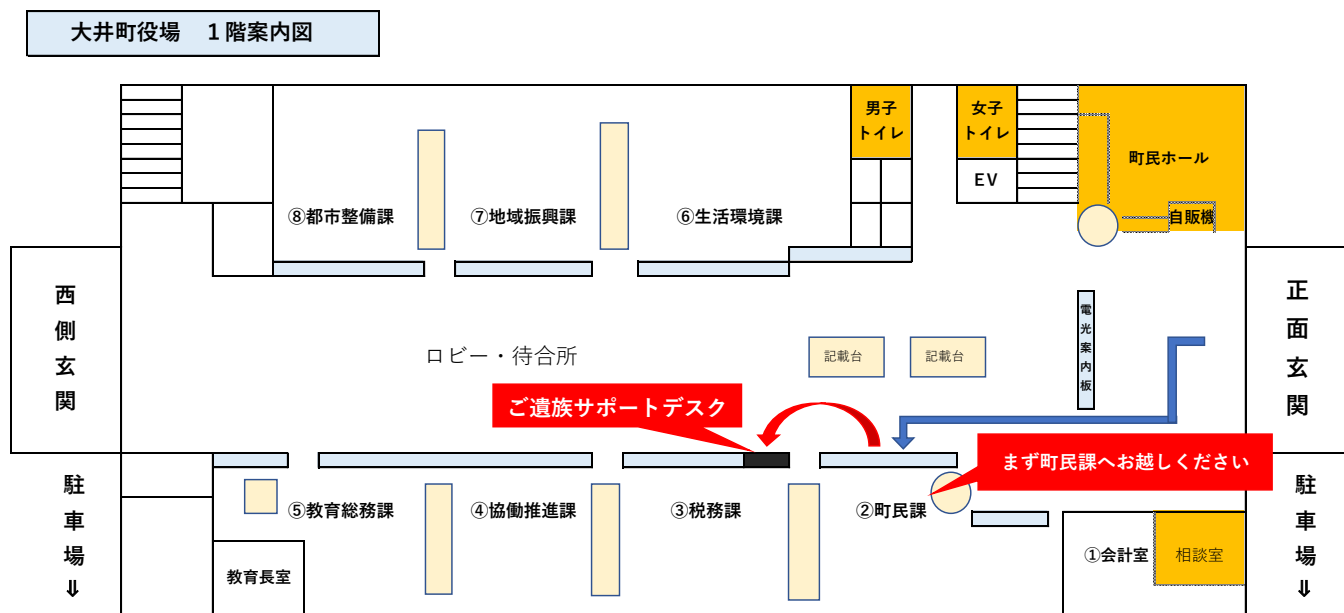 大井町役場　１階案内図
男子
トイレ
女子
トイレ
EV
町民ホール
自販機
⑧都市整備課
⑦地域振興課
⑥生活環境課
西側玄関
正面玄関
電光案内板
ロビー・待合所
記載台
記載台
ご遺族サポートデスク
まず町民課へお越しください
駐車場⇓
⑤教育総務課
④協働推進課
③税務課
②町民課
①会計室
相談室
教育長室
駐車場⇓